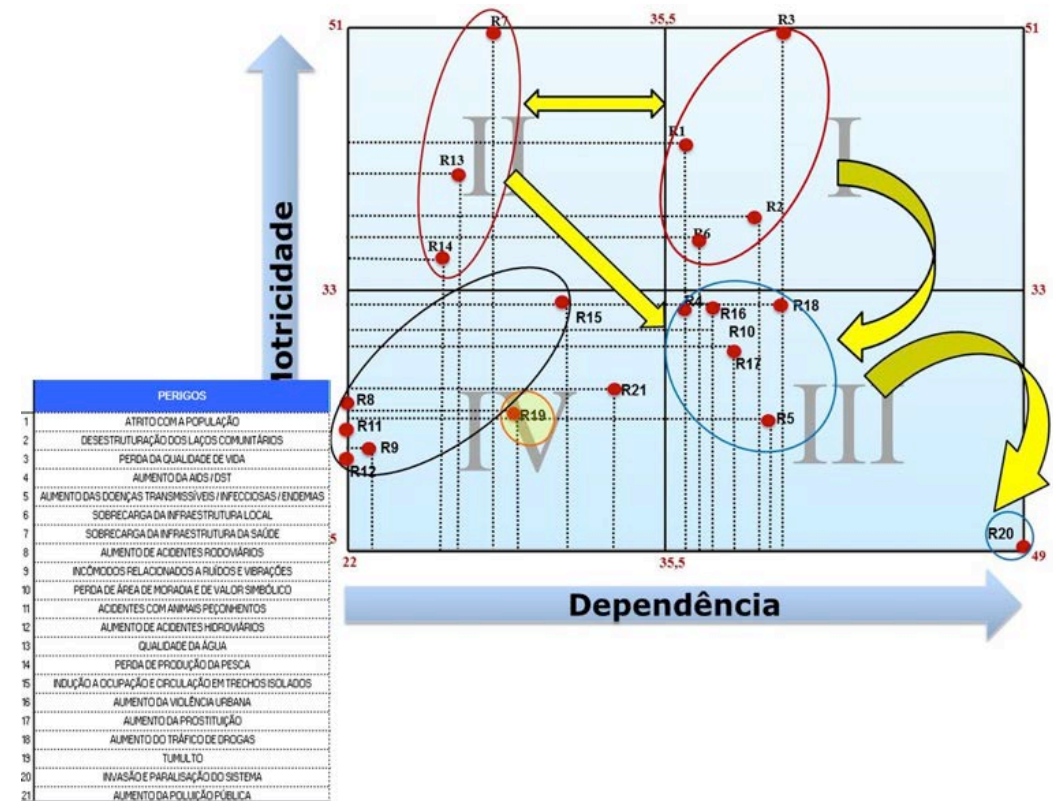 51
R7
35,5
R3
51
II
I
R1
R13
R2
R6
R14
33
33
R15
R4
R16
R18
R10
R17
R8
R21
R19
R11
R5
R9
R12
IV
III
R20
5
22
35,5
49
Motricidade
Dependência
PERIGOS
1 ATRITO COM A POPULAÇÃO
2 DESESTRUTURAÇÃO DOS LAÇOS COMUNITÁRIOS
3 PERDA DA QUALIDADE DE VIDA
4 AUMENTO DA AIDS / DST
5 AUMENTO DAS DOENÇAS TRANSMISSÍVEIS / INFECCIOSAS / ENDEMIAS
6 SOBRECARGA DA INFRAESTRUTURA LOCAL
7 SOBRECARGA DA INFRAESTRUTURA DA SAÚDE
8 AUMENTO DE ACIDENTES RODOVIÁRIOS
9 INCÔMODOS RELACIONADOS A RUÍDOS E VIBRAÇÕES
10 PERDA DE ÁREA DE MORADIA E DE VALOR SIMBÓLICO
11 ACIDENTES COM ANIMAIS PEÇONHENTOS
12 AUMENTO DE ACIDENTES HIDROVIÁRIOS
13 QUALIDADE DA ÁGUA
14 PERDA DE PRODUÇÃO DA PESCA
15 INDUÇÃO A OCUPAÇÃO E CIRCULAÇÃO EM TRECHOS ISOLADOS
16 AUMENTO DA VIOLÊNCIA URBANA
17 AUMENTO DA PROSTITUIÇÃO
18 AUMENTO DO TRÁFICO DE DROGAS
19 TUMULTO
20 INVASÃO E PARALISAÇÃO DO SISTEMA
21 AUMENTO DA POLUIÇÃO PÚBLICA